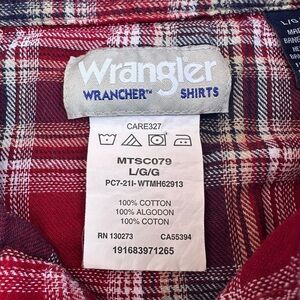 Wrangler
WRANCHER™ SHIRTS
CARE327
MTSC079
L/G/G
PC7-21I-WTMH62913
100% COTTON
100% ALGODON
100% COTON
RN 130273 CA55394
191683971265